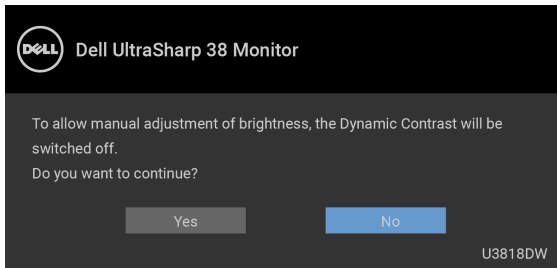 DELL
Dell UltraSharp 38 Monitor
To allow manual adjustment of brightness, the Dynamic Contrast will be
switched off.
Do you want to continue?
Yes No
U3818DW